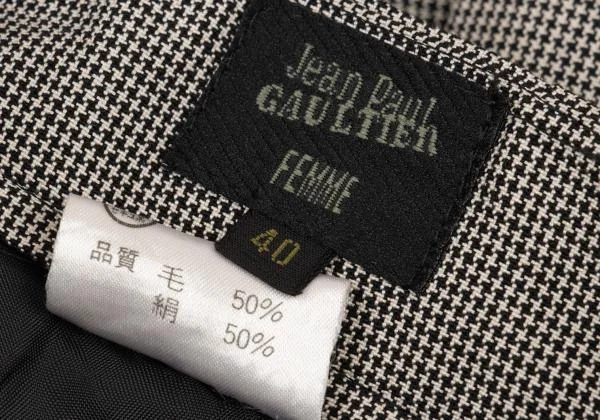 Jean Paul
GAULTIER
FEMME
40
品質 毛 50%
絹 50%